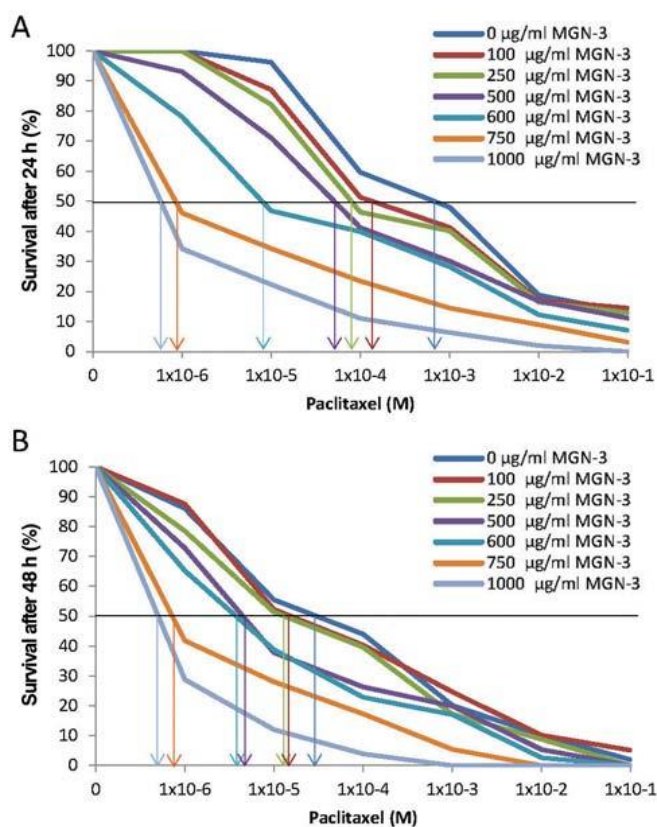 A
Survival after 24 h (%)
100
90
80
70
60
50
40
30
20
10
0
0 1x10-6 1x10-5 1x10-4 1x10-3 1x10-2 1x10-1
Paclitaxel (M)
0 µg/ml MGN-3
100 µg/ml MGN-3
250 µg/ml MGN-3
500 µg/ml MGN-3
600 µg/ml MGN-3
750 µg/ml MGN-3
1000 µg/ml MGN-3
B
Survival after 48 h (%)
100
90
80
70
60
50
40
30
20
10
0
0 1x10-6 1x10-5 1x10-4 1x10-3 1x10-2 1x10-1
Paclitaxel (M)
0 µg/ml MGN-3
100 µg/ml MGN-3
250 µg/ml MGN-3
500 µg/ml MGN-3
600 µg/ml MGN-3
750 µg/ml MGN-3
1000 µg/ml MGN-3